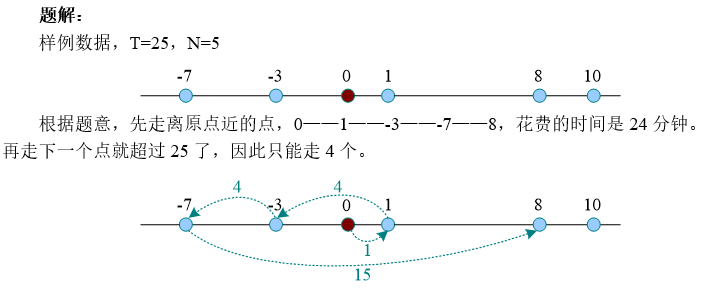 题解：
样例数据，T=25，N=5
-7 -3 0 1 8 10
根据题意，先走离原点近的点，0——1——-3——-7——8，花费的时间是 24 分钟。
再走下一个点就超过 25 了，因此只能走 4 个。
4 4
-7 -3 0 1 8 10
1
15